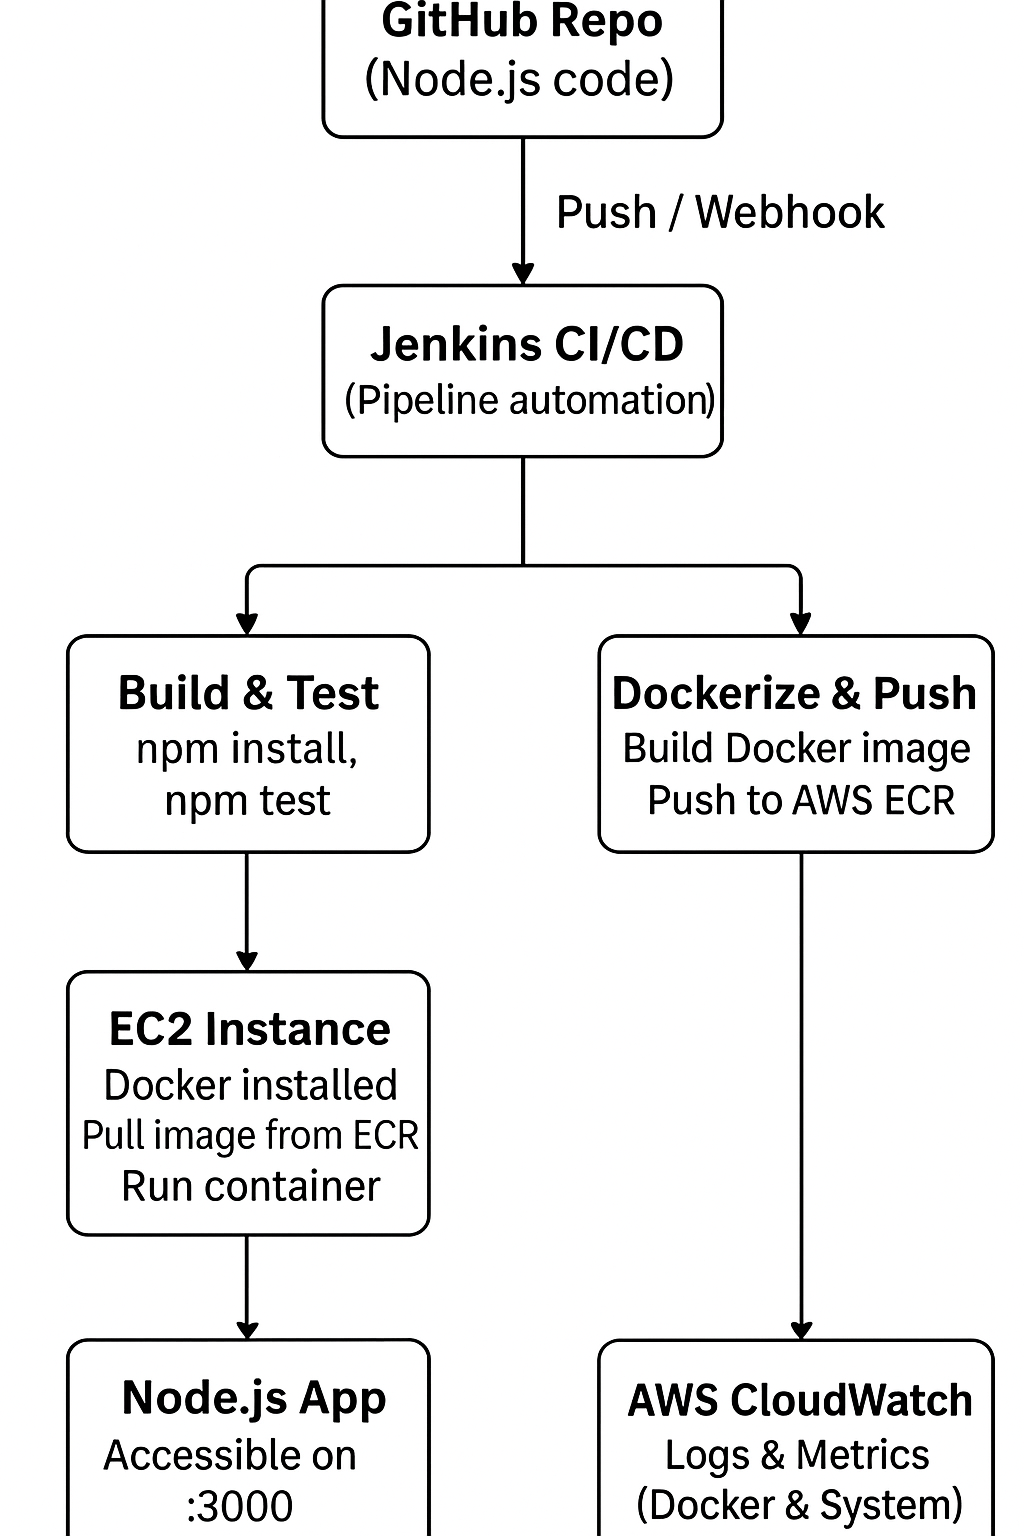 GitHub Repo
(Node.js code)
Push / Webhook
Jenkins CI/CD
(Pipeline automation)
Build & Test
npm install,
npm test
Dockerize & Push
Build Docker image
Push to AWS ECR
EC2 Instance
Docker installed
Pull image from ECR
Run container
Node.js App
Accessible on
:3000
AWS CloudWatch
Logs & Metrics
(Docker & System)